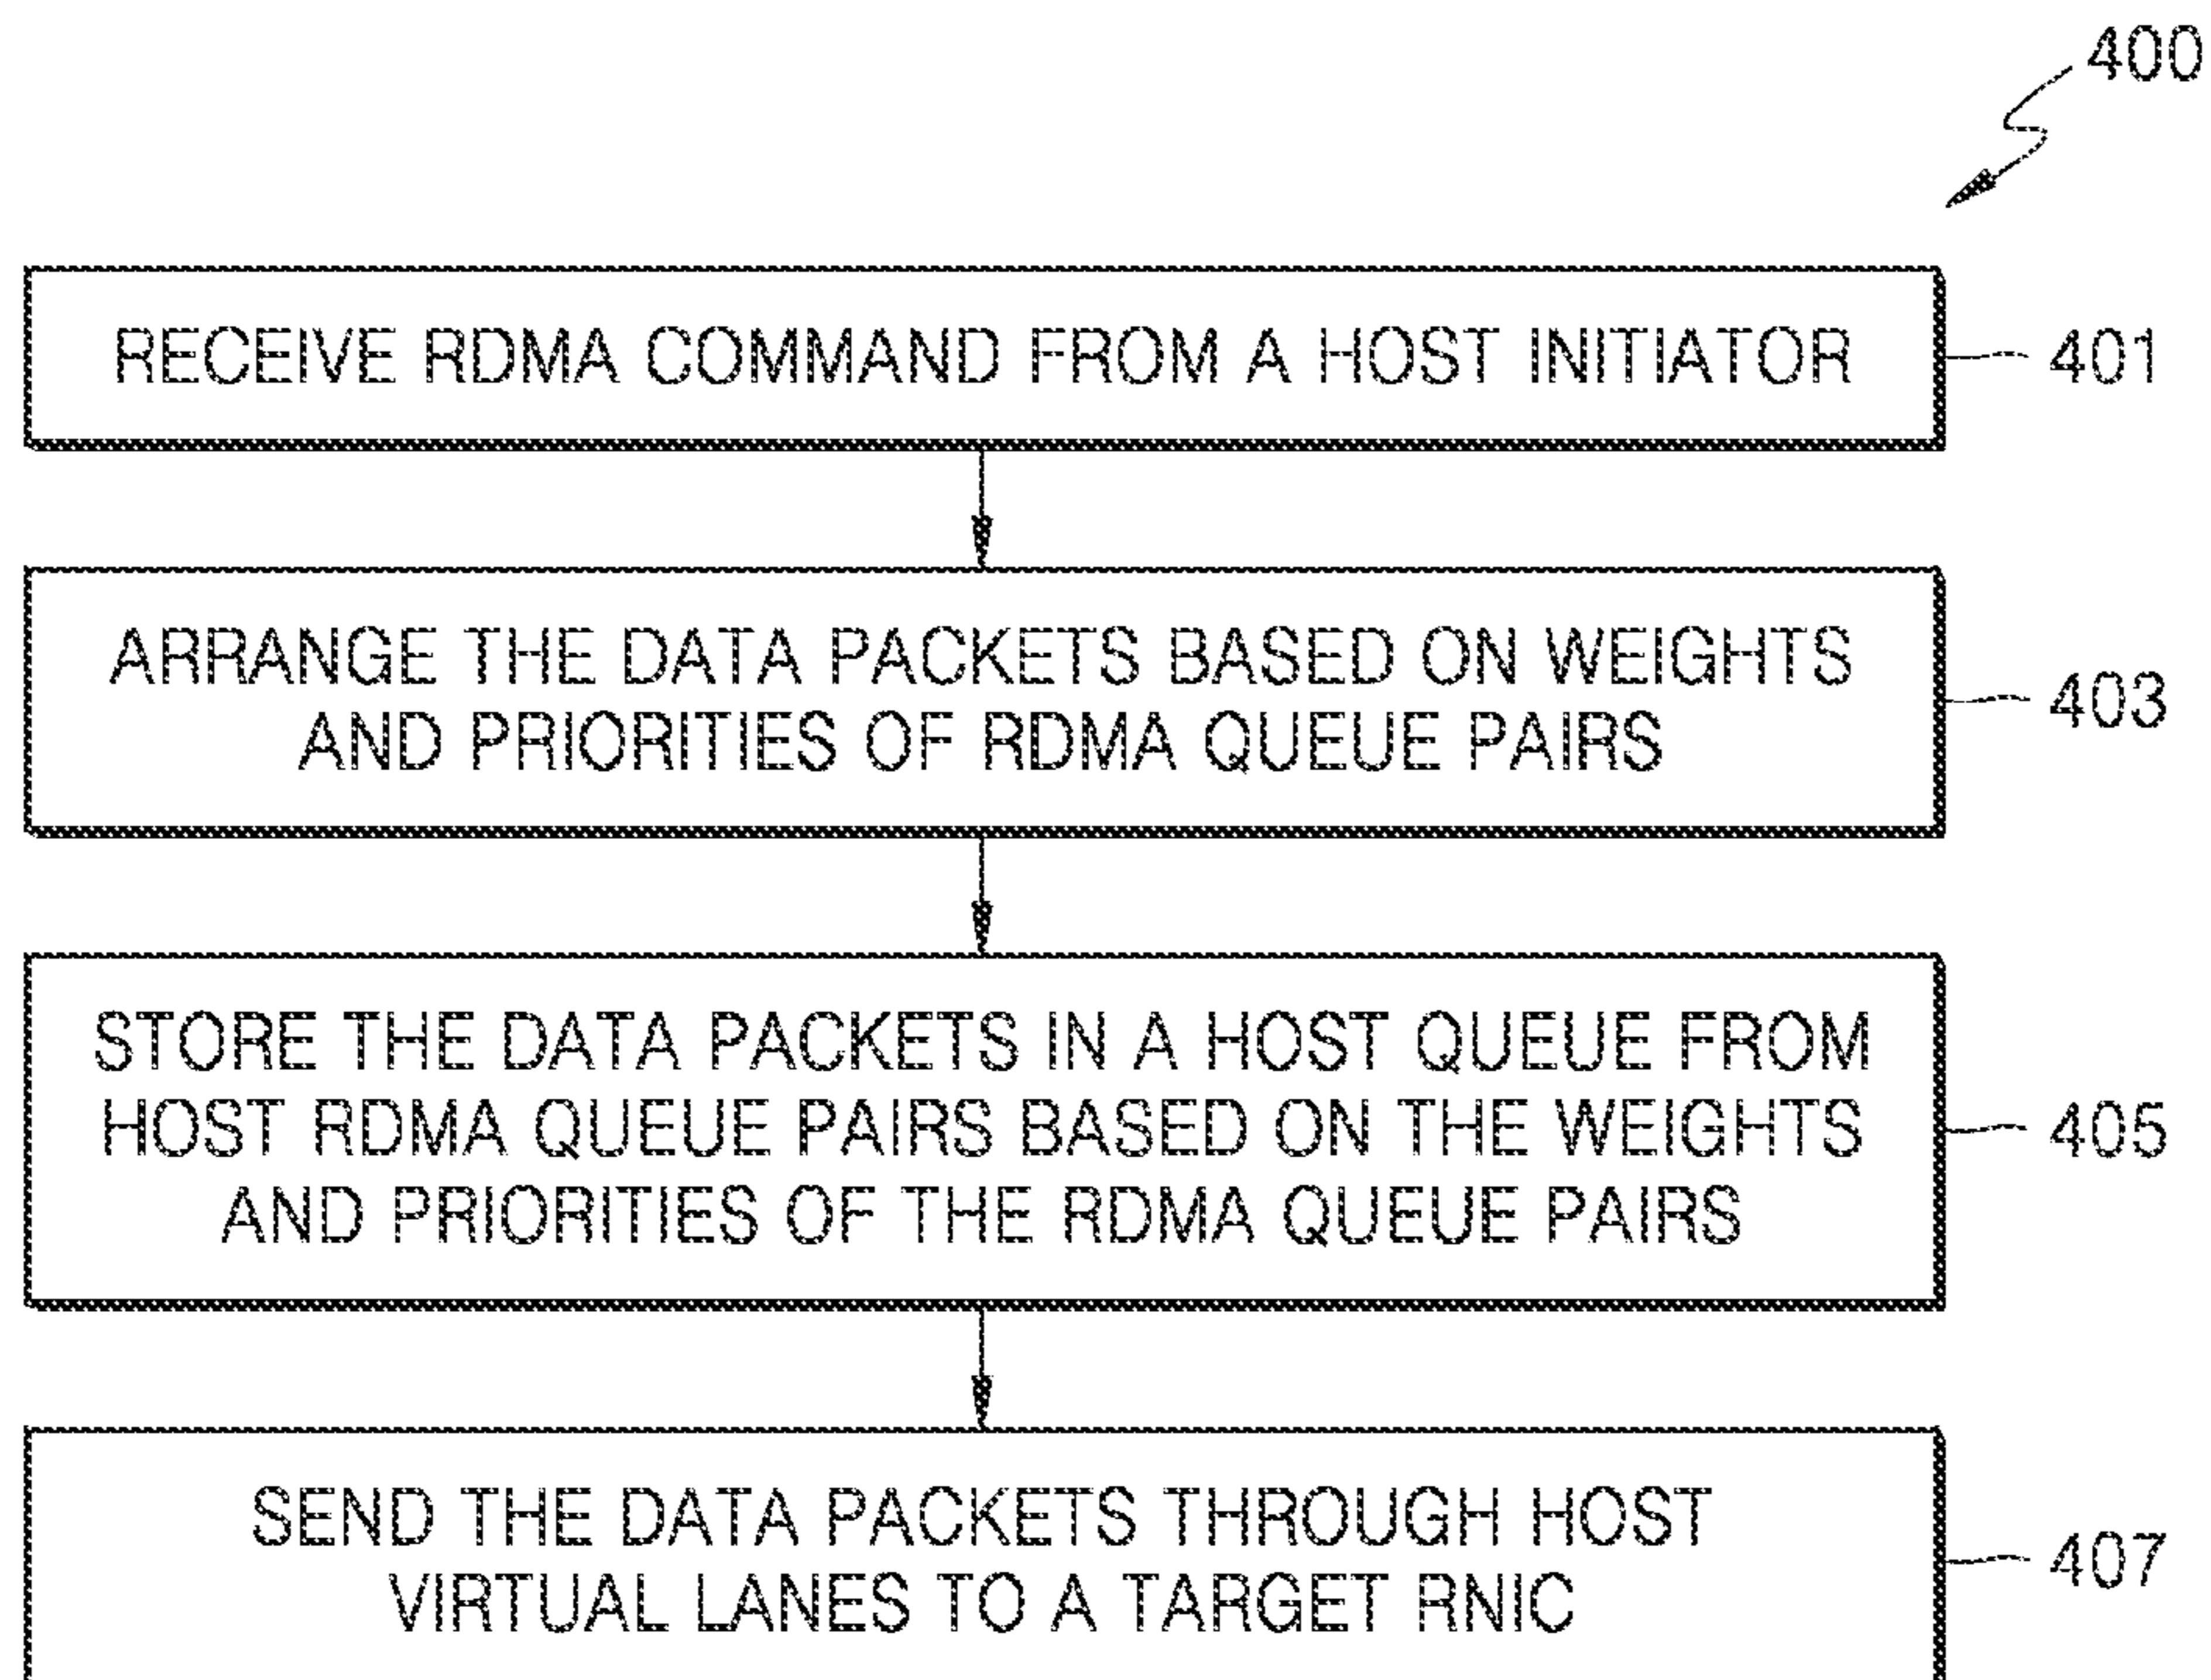 400
RECEIVE RDMA COMMAND FROM A HOST INITIATOR
401
ARRANGE THE DATA PACKETS BASED ON WEIGHTS
AND PRIORITIES OF RDMA QUEUE PAIRS
403
STORE THE DATA PACKETS IN A HOST QUEUE FROM
HOST RDMA QUEUE PAIRS BASED ON THE WEIGHTS
AND PRIORITIES OF THE RDMA QUEUE PAIRS
405
SEND THE DATA PACKETS THROUGH HOST
VIRTUAL LANES TO A TARGET RNIC
407